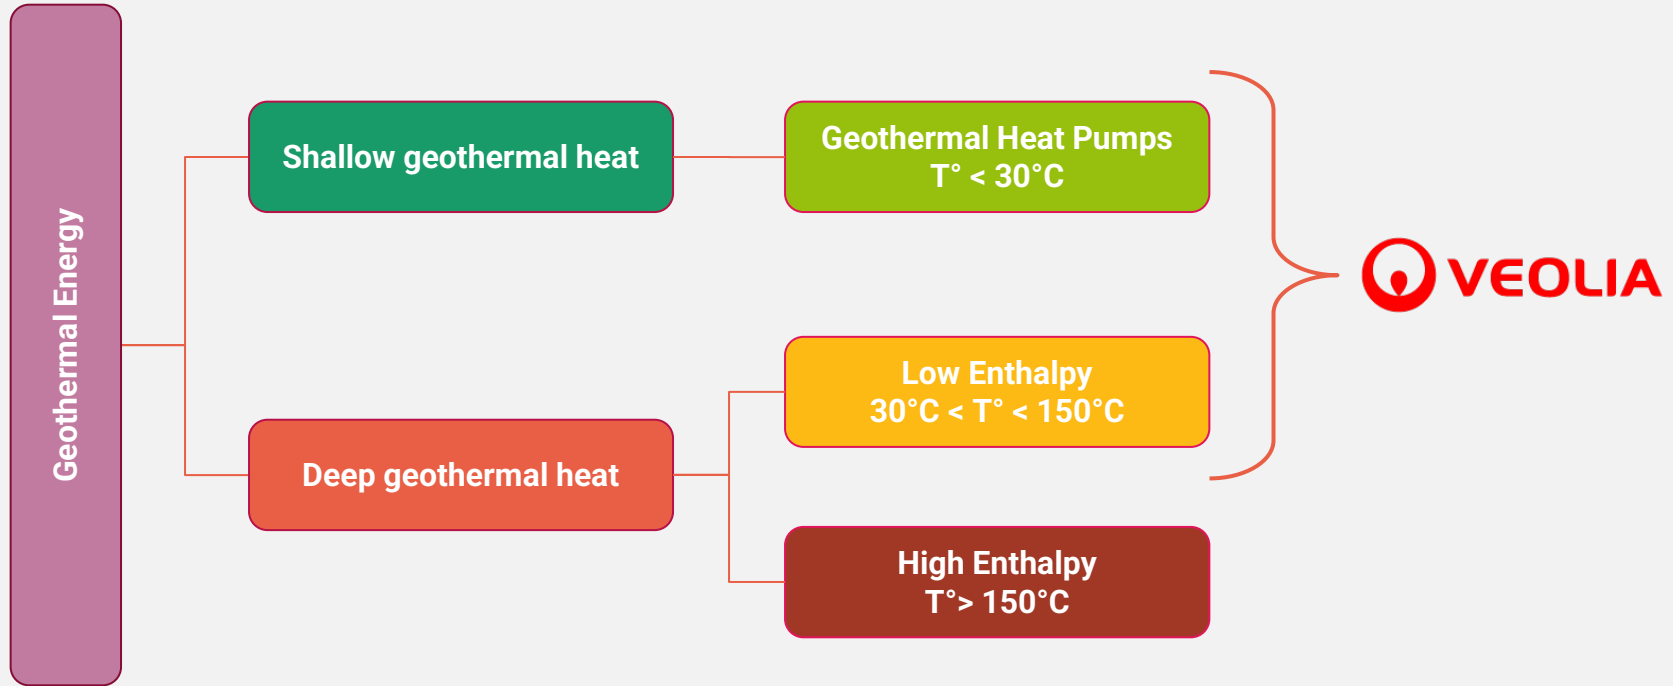 Geothermal Energy
Shallow geothermal heat
Geothermal Heat Pumps
T° < 30°C
VEOLIA
Low Enthalpy
30°C < T° < 150°C
Deep geothermal heat
High Enthalpy
T°> 150°C